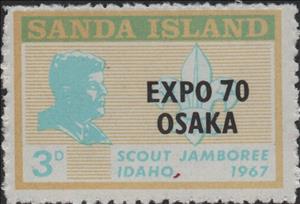 SANDA ISLAND
EXPO 70
OSAKA
3D
SCOUT JAMBOREE
IDAHO, 1967